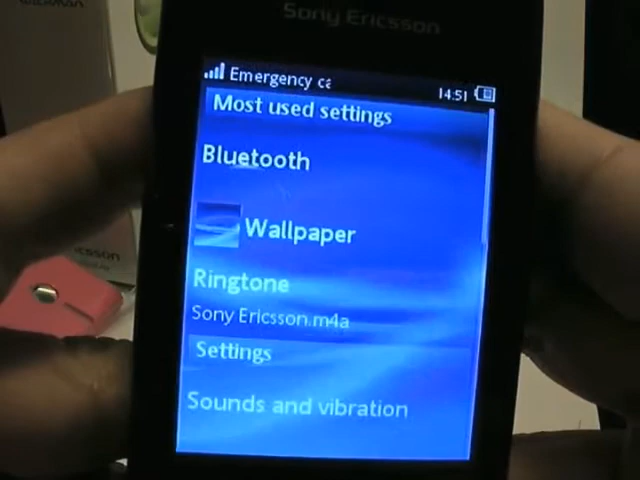 Sony Ericsson
Emergency ca
14:51
Most used settings
Bluetooth
Wallpaper
Ringtone
Sony Ericsson.m4a
Settings
Sounds and vibration